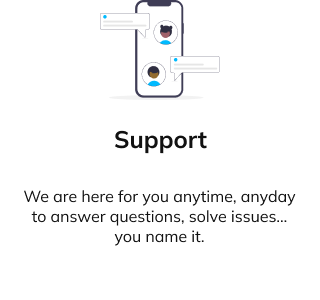 Support
We are here for you anytime, anyday
to answer questions, solve issues...
you name it.